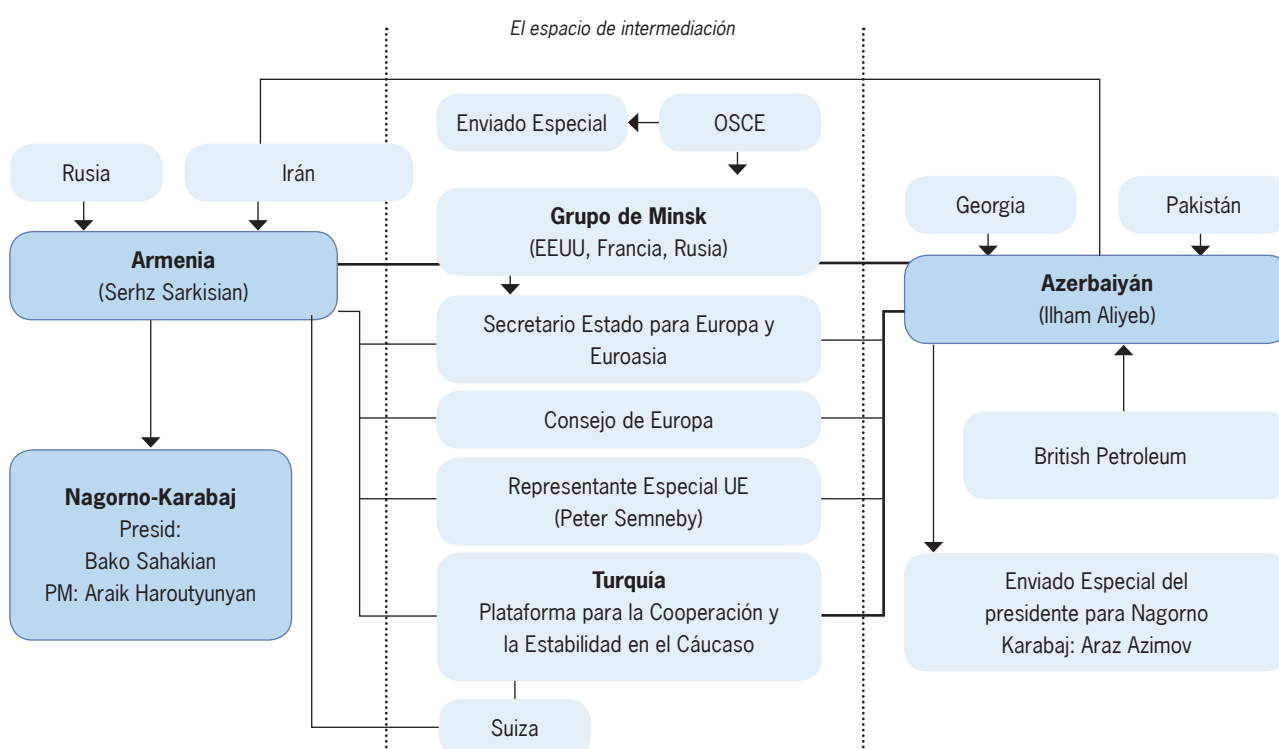 El espacio de intermediación
Enviado Especial
OSCE
Rusia
Irán
Grupo de Minsk
(EEUU, Francia, Rusia)
Georgia
Pakistán
Armenia
(Serhz Sarkisian)
Azerbaiyán
(Ilham Aliyeb)
Secretario Estado para Europa y
Euroasia
Consejo de Europa
British Petroleum
Nagorno-Karabaj
Presid:
Bako Sahakian
PM: Araik Haroutyunyan
Representante Especial UE
(Peter Semneby)
Turquía
Plataforma para la Cooperación y
la Estabilidad en el Cáucaso
Enviado Especial del
presidente para Nagorno
Karabaj: Araz Azimov
Suiza